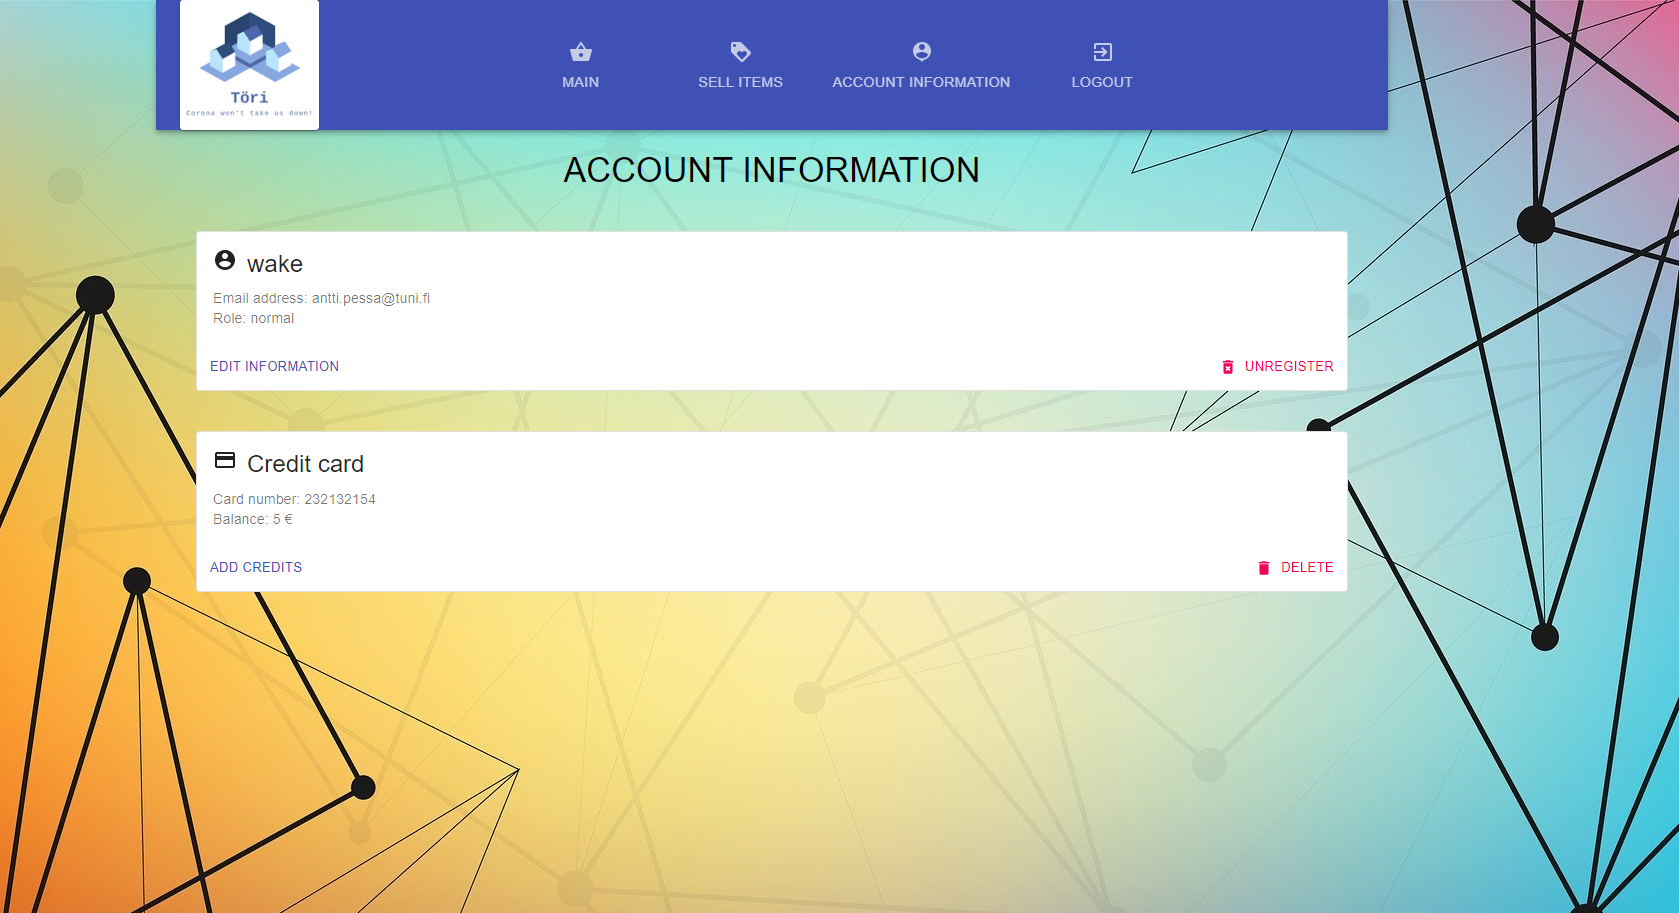 Töri
Corona won't take us down!
MAIN
SELL ITEMS
ACCOUNT INFORMATION
LOGOUT
ACCOUNT INFORMATION
wake
Email address: antti.pessa@tuni.fi
Role: normal
EDIT INFORMATION
UNREGISTER
Credit card
Card number: 232132154
Balance: 5 €
ADD CREDITS
DELETE